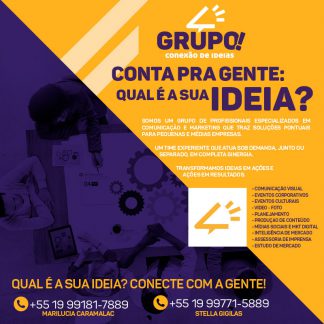 GRUPO!
conexão de ideias
CONTA PRA GENTE:
QUAL É A SUA IDEIA?
SOMOS UM GRUPO DE PROFISSIONAIS ESPECIALIZADOS EM
COMUNICAÇÃO E MARKETING QUE TRAZ SOLUÇÕES PONTUAIS
PARA PEQUENAS E MÉDIAS EMPRESAS.
UM TIME EXPERIENTE QUE ATUA SOB DEMANDA, JUNTO OU
SEPARADO, EM COMPLETA SINERGIA.
TRANSFORMAMOS IDEIAS EM AÇÕES E
AÇÕES EM RESULTADOS.
- COMUNICAÇÃO VISUAL
- EVENTOS CORPORATIVOS
- EVENTOS CULTURAIS
- VÍDEO - FOTO
- PLANEJAMENTO
- PRODUÇÃO DE CONTEÚDO
- MÍDIAS SOCIAIS E MKT DIGITAL
- INTELIGÊNCIA DE MERCADO
- ASSESSORIA DE IMPRENSA
- ESTUDO DE MERCADO
QUAL É A SUA IDEIA? CONECTE COM A GENTE!
+55 19 99181-7889
MARILUCIA CARAMALAC
+55 19 99771-5889
STELLA GIGILAS